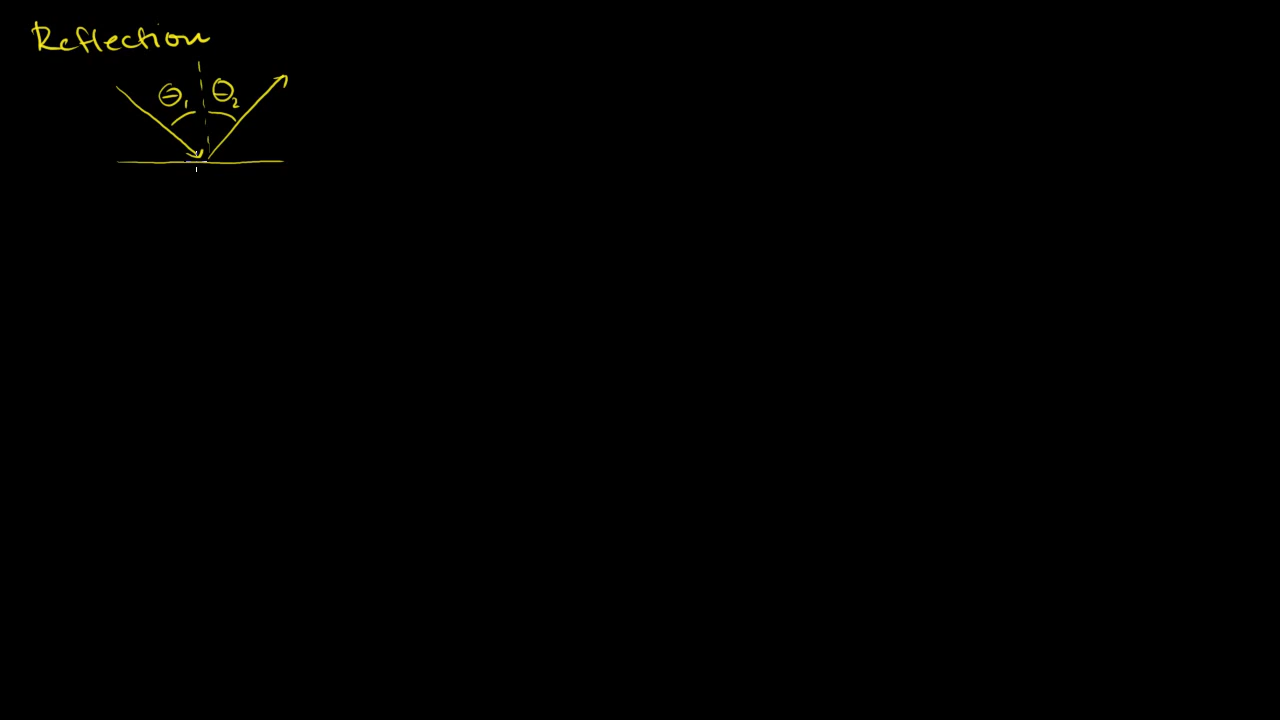 Reflection
Θ₁ Θ₂